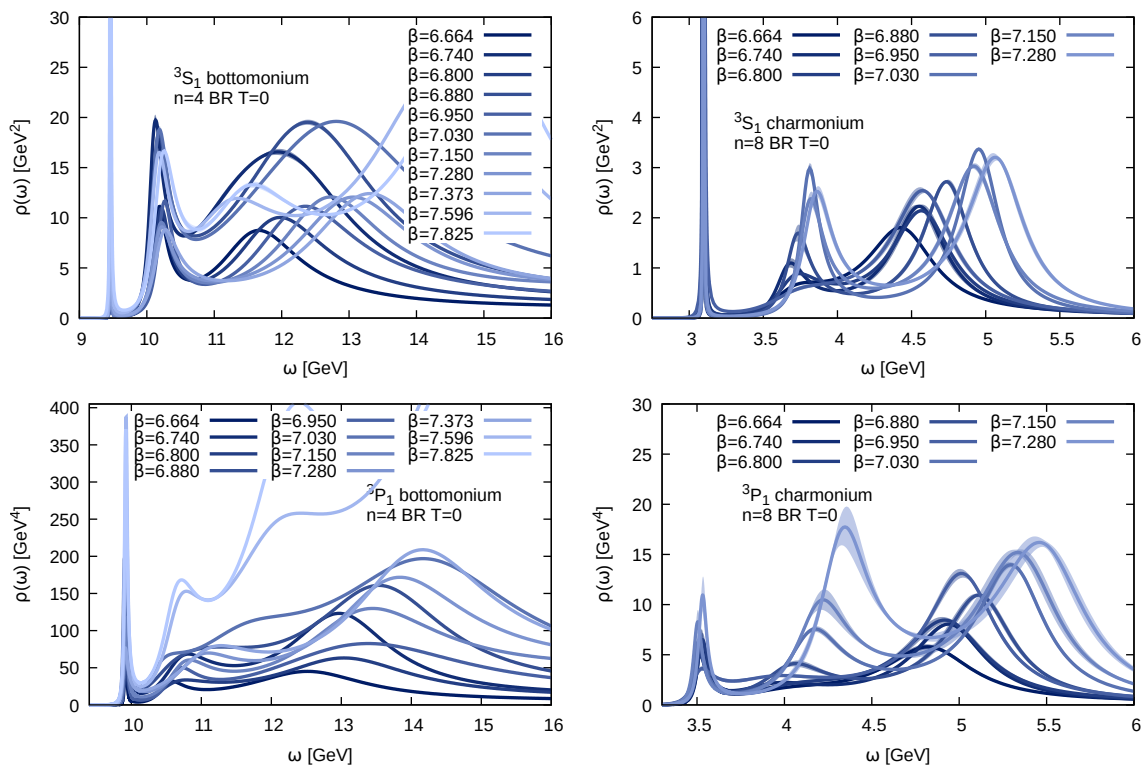 30
25
20
15
10
5
0
ρ(ω) [GeV²]
³S₁ bottomonium
n=4 BR T=0
β=6.664
β=6.740
β=6.800
β=6.880
β=6.950
β=7.030
β=7.150
β=7.280
β=7.373
β=7.596
β=7.825
9 10 11 12 13 14 15 16
ω [GeV]
6
5
4
3
2
1
0
ρ(ω) [GeV²]
β=6.664 β=6.880 β=7.150
β=6.740 β=6.950 β=7.280
β=6.800 β=7.030
³S₁ charmonium
n=8 BR T=0
3 3.5 4 4.5 5 5.5 6
ω [GeV]
400
350
300
250
200
150
100
50
0
ρ(ω) [GeV⁴]
β=6.664 β=6.950 β=7.373
β=6.740 β=7.030 β=7.596
β=6.800 β=7.150 β=7.825
β=6.880 β=7.280
³P₁ bottomonium
n=4 BR T=0
10 11 12 13 14 15 16
ω [GeV]
30
25
20
15
10
5
0
ρ(ω) [GeV⁴]
β=6.664 β=6.880 β=7.150
β=6.740 β=6.950 β=7.280
β=6.800 β=7.030
³P₁ charmonium
n=8 BR T=0
3.5 4 4.5 5 5.5 6
ω [GeV]